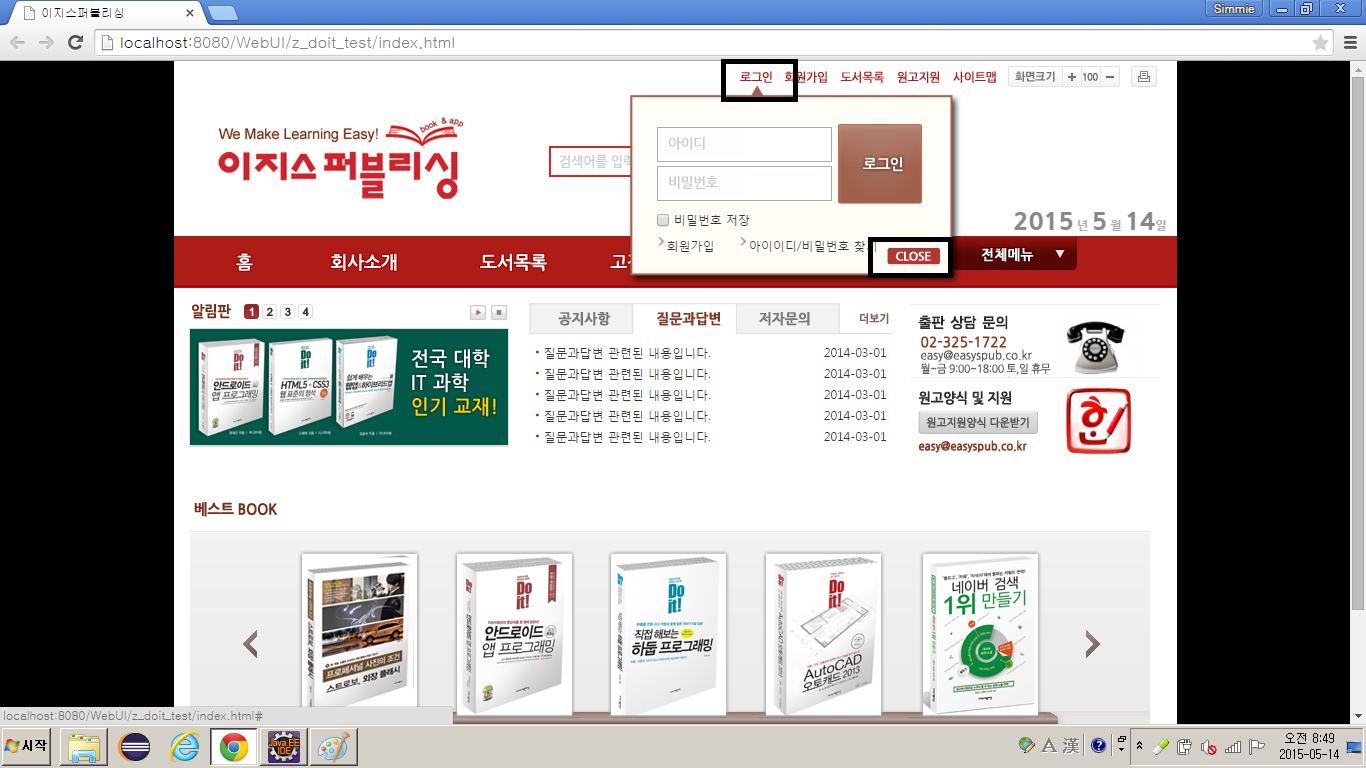 이지스퍼블리싱
Simmie
localhost:8080/WebUI/z_doit_test/index.html
로그인 회원가입 도서목록 원고지원 사이트맵 화면크기 + 100 −
We Make Learning Easy! book & app
이지스퍼블리싱
검색어를 입력
아이디
비밀번호
로그인
비밀번호 저장
회원가입 아이이디/비밀번호 찾기
CLOSE
2015년 5월 14일
홈 회사소개 도서목록 고객 전체메뉴
알림판 1 2 3 4
전국 대학
IT 과학
인기 교재!
Do it!
안드로이드
앱 프로그래밍
Do it!
HTML5+CSS3
웹 표준의 정석
Do it!
쉽게 배우는
웹앱&하이브리드앱
공지사항 질문과답변 저자문의 더보기
질문과답변 관련된 내용입니다. 2014-03-01
질문과답변 관련된 내용입니다. 2014-03-01
질문과답변 관련된 내용입니다. 2014-03-01
질문과답변 관련된 내용입니다. 2014-03-01
질문과답변 관련된 내용입니다. 2014-03-01
출판 상담 문의
02-325-1722
easy@easyspub.co.kr
월~금 9:00~18:00 토,일 휴무
원고양식 및 지원
원고지원양식 다운받기
easy@easyspub.co.kr
한
베스트 BOOK
프로페셔널 사진의 조건
스트로보, 외장 플래시
Do it!
안드로이드
앱 프로그래밍
Do it!
직접 해보는
하둡 프로그래밍
Do it!
AutoCAD
오토캐드 2013
네이버 검색
1위 만들기
localhost:8080/WebUI/z_doit_test/index.html#
시작
Java EE
IDE
A 漢
오전 8:49
2015-05-14